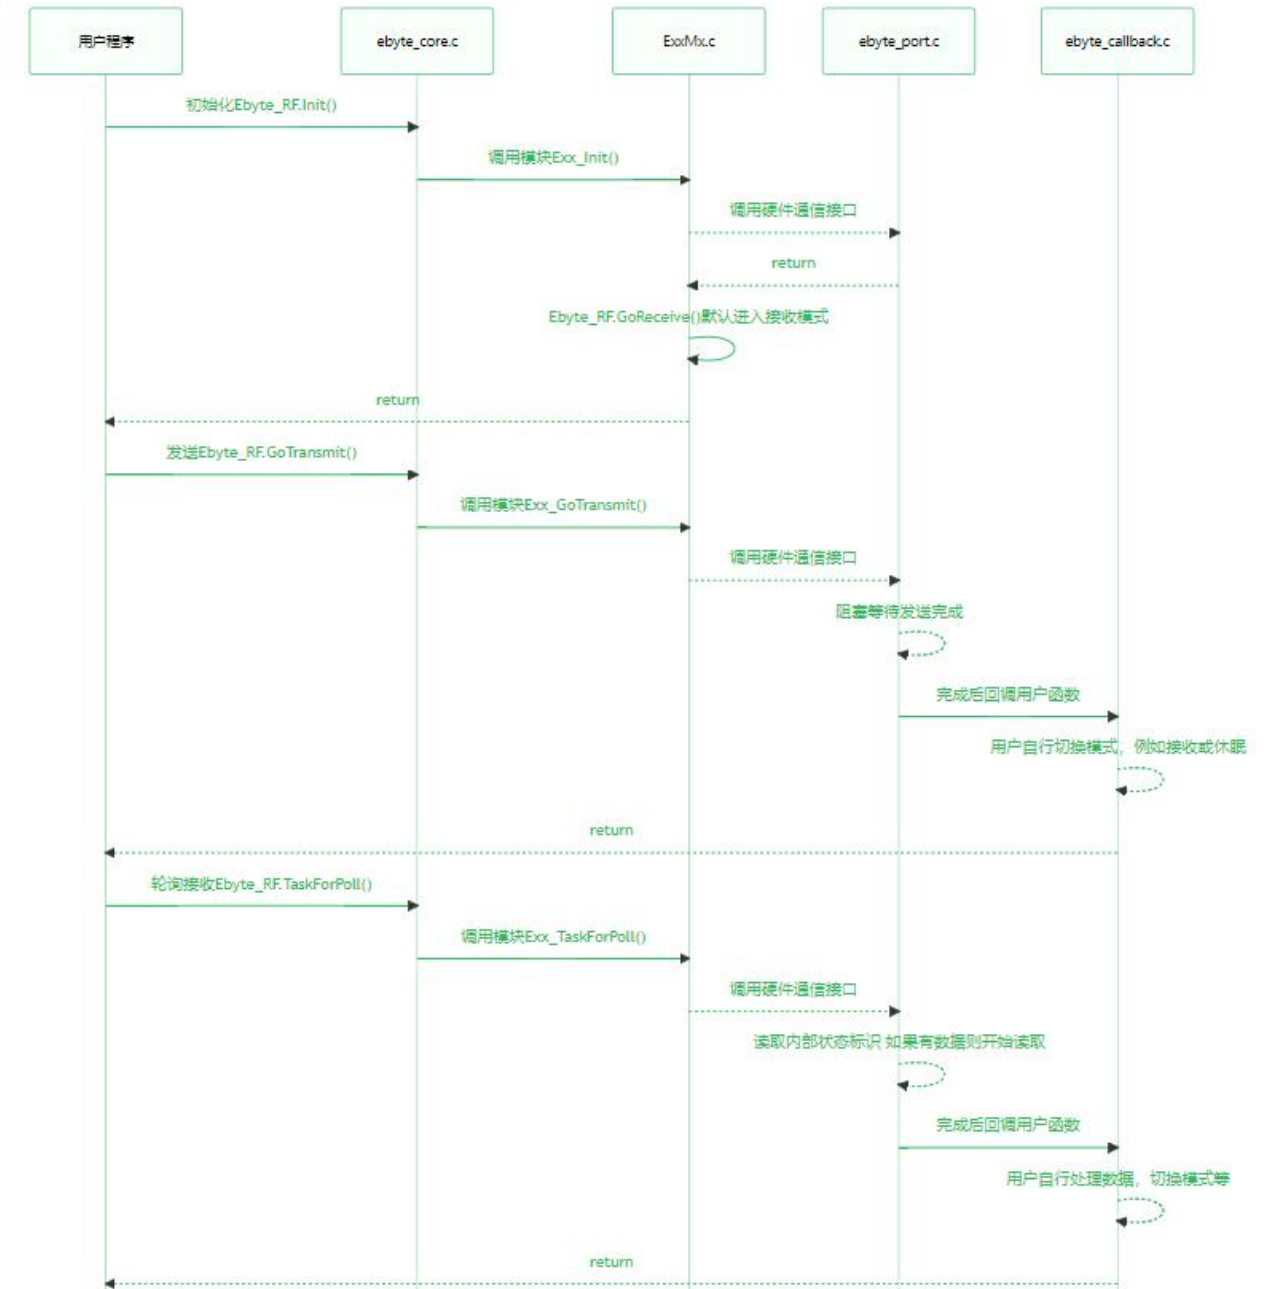 用户程序
ebyte_core.c
ExxMx.c
ebyte_port.c
ebyte_callback.c
初始化Ebyte_RF.Init()
调用模块Exx_Init()
调用硬件通信接口
return
Ebyte_RF.GoReceive()默认进入接收模式
return
发送Ebyte_RF.GoTransmit()
调用模块Exx_GoTransmit()
调用硬件通信接口
阻塞等待发送完成
完成后回调用户函数
用户自行切换模式，例如接收或休眠
return
轮询接收Ebyte_RF.TaskForPoll()
调用模块Exx_TaskForPoll()
调用硬件通信接口
读取内部状态标识 如果有数据则开始读取
完成后回调用户函数
用户自行处理数据，切换模式等
return